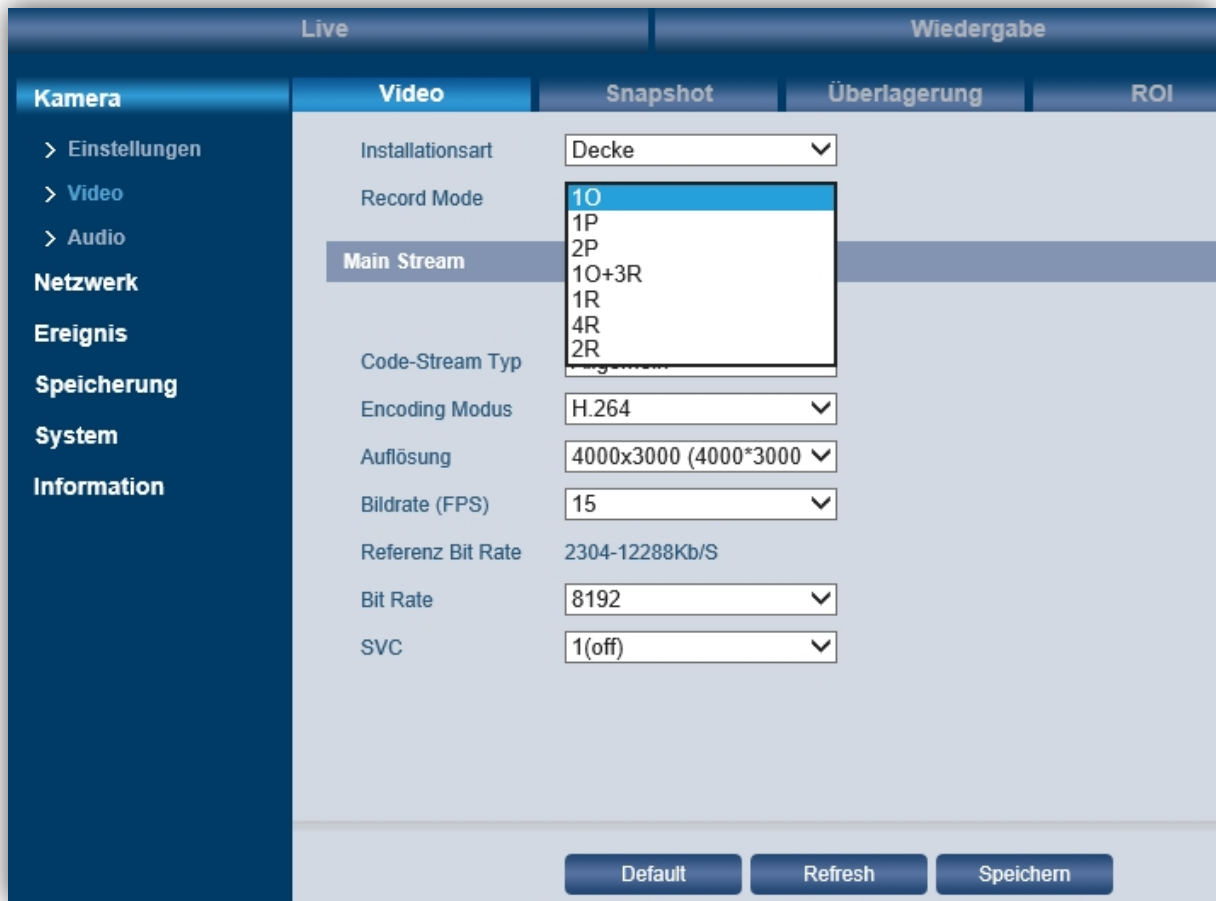 Live
Wiedergabe
Kamera
Einstellungen
Video
Audio
Netzwerk
Ereignis
Speicherung
System
Information
Video
Snapshot
Überlagerung
ROI
Installationsart
Decke
Record Mode
1O
1P
2P
1O+3R
1R
4R
2R
Main Stream
Code-Stream Typ
Encoding Modus
H.264
Auflösung
4000x3000 (4000*3000
Bildrate (FPS)
15
Referenz Bit Rate
2304-12288Kb/S
Bit Rate
8192
SVC
1(off)
Default
Refresh
Speichern